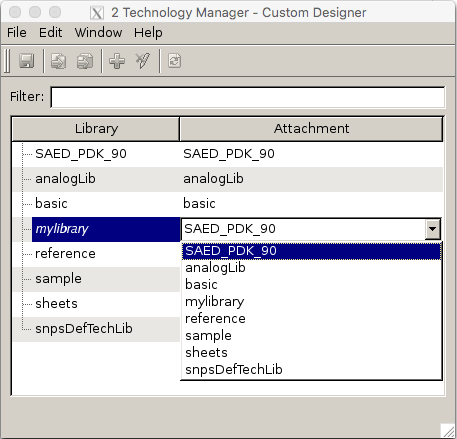 2 Technology Manager - Custom Designer
File Edit Window Help
Filter:
Library Attachment
SAED_PDK_90 SAED_PDK_90
analogLib analogLib
basic basic
mylibrary SAED_PDK_90
SAED_PDK_90
reference analogLib
basic
sample mylibrary
reference
sheets sample
sheets
snpsDefTechLib snpsDefTechLib